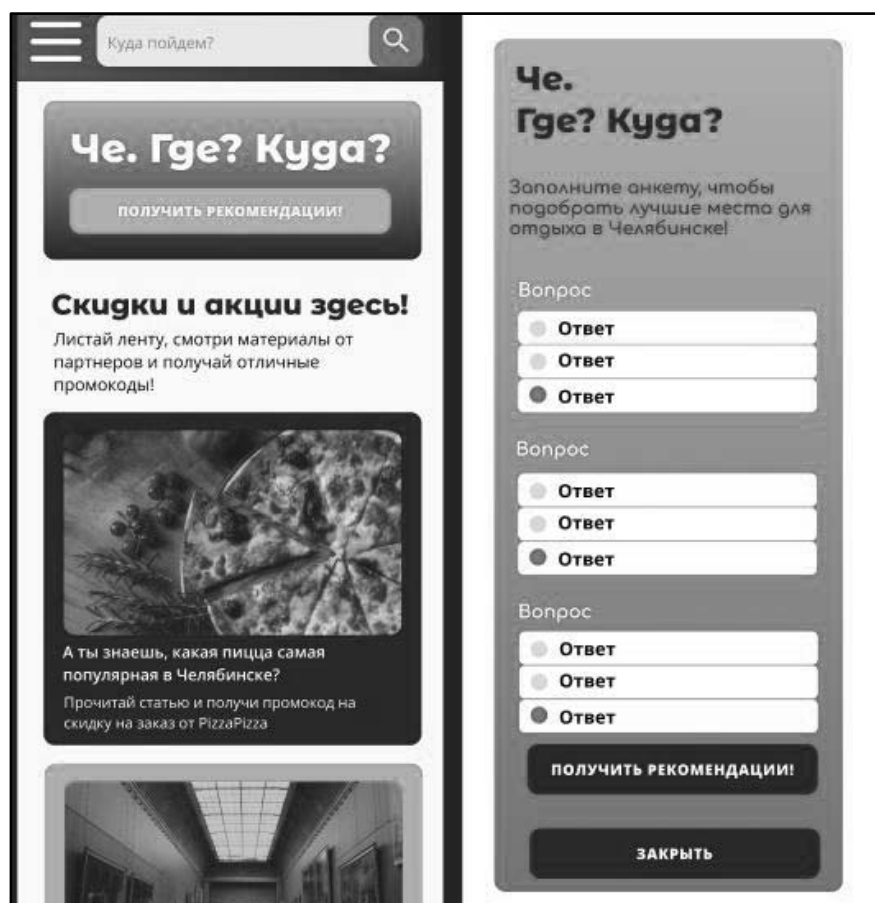 Куда пойдем?
Че. Где? Куда?
ПОЛУЧИТЬ РЕКОМЕНДАЦИИ!
Скидки и акции здесь!
Листай ленту, смотри материалы от
партнеров и получай отличные
промокоды!
А ты знаешь, какая пицца самая
популярная в Челябинске?
Прочитай статью и получи промокод на
скидку на заказ от PizzaPizza
Че.
Где? Куда?
Заполните анкету, чтобы
подобрать лучшие места для
отдыха в Челябинске!
Вопрос
Ответ
Ответ
Ответ
Вопрос
Ответ
Ответ
Ответ
Вопрос
Ответ
Ответ
Ответ
ПОЛУЧИТЬ РЕКОМЕНДАЦИИ!
ЗАКРЫТЬ